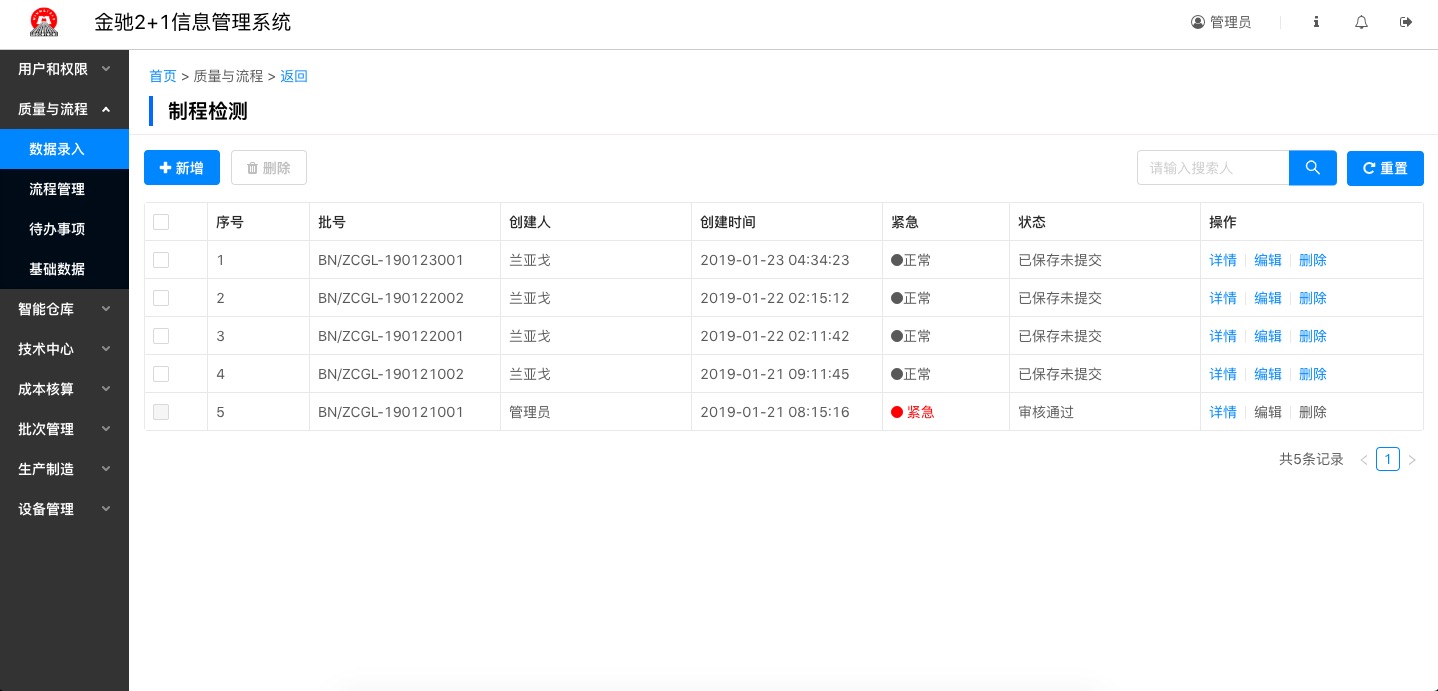 金驰2+1信息管理系统
管理员
用户和权限
质量与流程
数据录入
流程管理
待办事项
基础数据
智能仓库
技术中心
成本核算
批次管理
生产制造
设备管理
首页 > 质量与流程 > 返回
制程检测
新增 删除 请输入搜索人 重置
序号 批号 创建人 创建时间 紧急 状态 操作
1 BN/ZCGL-190123001 兰亚戈 2019-01-23 04:34:23 正常 已保存未提交 详情 编辑 删除
2 BN/ZCGL-190122002 兰亚戈 2019-01-22 02:15:12 正常 已保存未提交 详情 编辑 删除
3 BN/ZCGL-190122001 兰亚戈 2019-01-22 02:11:42 正常 已保存未提交 详情 编辑 删除
4 BN/ZCGL-190121002 兰亚戈 2019-01-21 09:11:45 正常 已保存未提交 详情 编辑 删除
5 BN/ZCGL-190121001 管理员 2019-01-21 08:15:16 紧急 审核通过 详情 编辑 删除
共5条记录 < 1 >